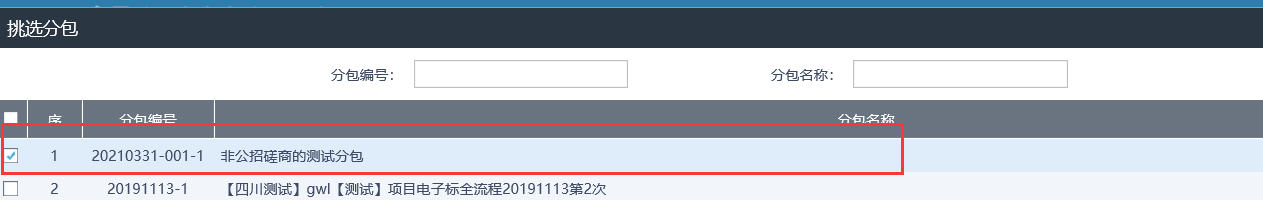 挑选分包
分包编号： 分包名称：
序 分包编号 分包名称
1 20210331-001-1 非公招磋商的测试分包
2 20191113-1 【四川测试】gwl【测试】项目电子标全流程20191113第2次